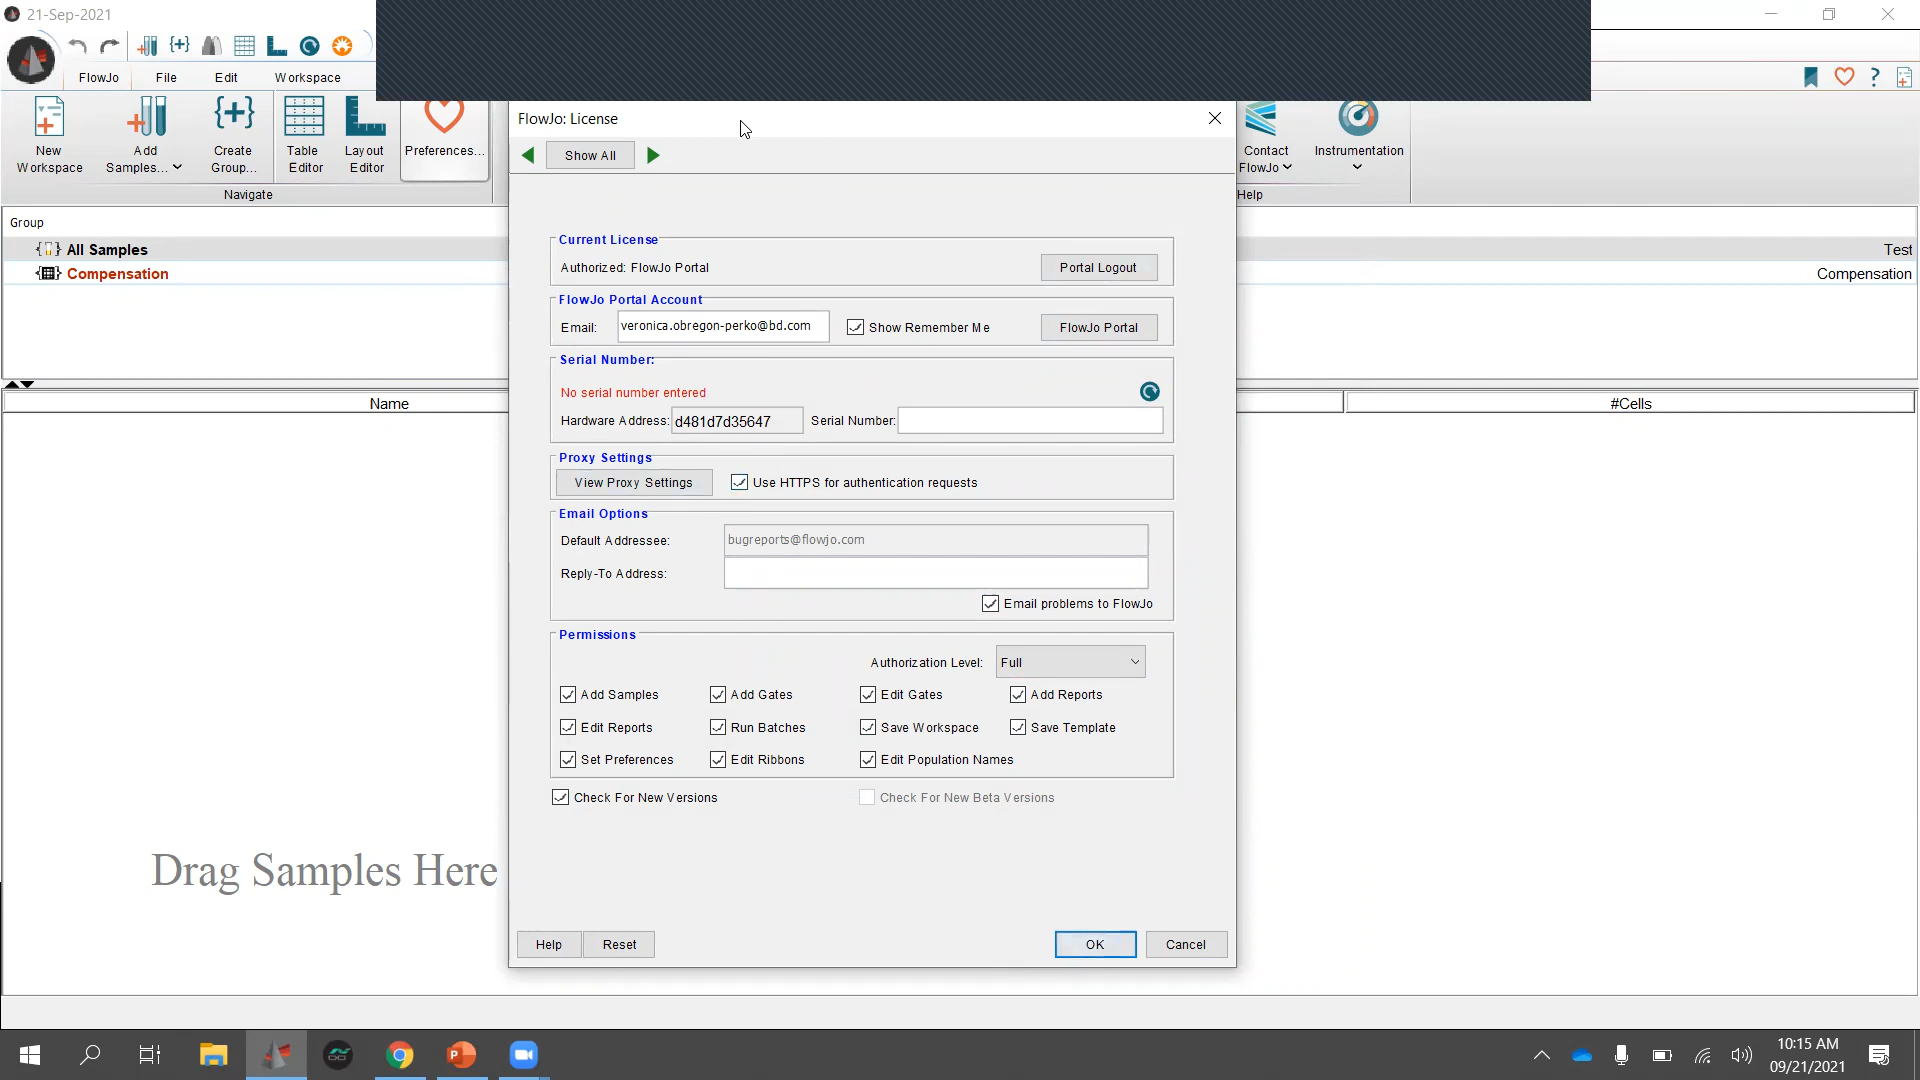 21-Sep-2021
FlowJo File Edit Workspace
New Workspace
Add Samples...
Create Group...
Table Editor
Layout Editor
Preferences...
Contact FlowJo
Instrumentation
Navigate
Help
Group
{ } All Samples Test
{ } Compensation Compensation
Name #Cells
Drag Samples Here
FlowJo: License
Show All
Current License
Authorized: FlowJo Portal Portal Logout
FlowJo Portal Account
Email: veronica.obregon-perko@bd.com Show Remember Me FlowJo Portal
Serial Number:
No serial number entered
Hardware Address: d481d7d35647 Serial Number:
Proxy Settings
View Proxy Settings Use HTTPS for authentication requests
Email Options
Default Addressee: bugreports@flowjo.com
Reply-To Address:
Email problems to FlowJo
Permissions
Authorization Level: Full
Add Samples Add Gates Edit Gates Add Reports
Edit Reports Run Batches Save Workspace Save Template
Set Preferences Edit Ribbons Edit Population Names
Check For New Versions Check For New Beta Versions
Help Reset OK Cancel
10:15 AM
09/21/2021